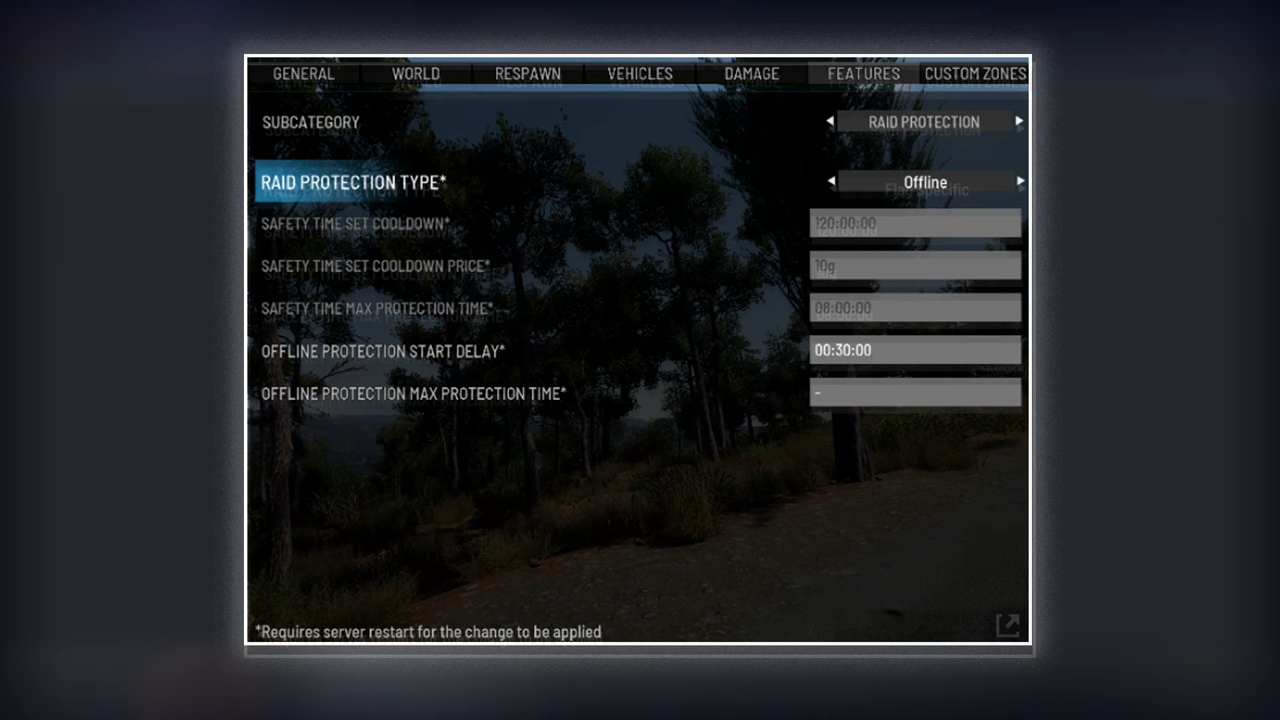 GENERAL WORLD RESPAWN VEHICLES DAMAGE FEATURES CUSTOM ZONES
SUBCATEGORY RAID PROTECTION
RAID PROTECTION TYPE* Offline
Flag Specific
SAFETY TIME SET COOLDOWN* 120:00:00
SAFETY TIME SET COOLDOWN PRICE* 10g
SAFETY TIME MAX PROTECTION TIME* 08:00:00
OFFLINE PROTECTION START DELAY* 00:30:00
OFFLINE PROTECTION MAX PROTECTION TIME* -
*Requires server restart for the change to be applied